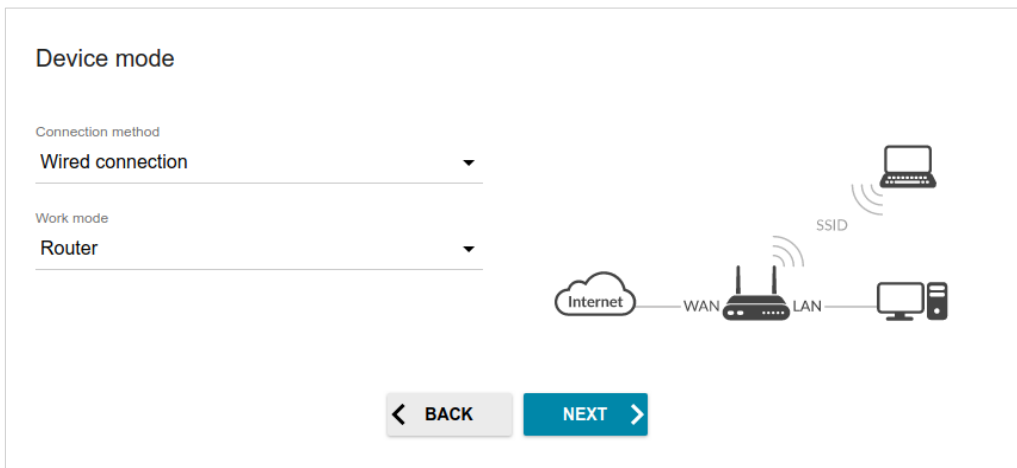 Device mode
Connection method
Wired connection
Work mode
Router
SSID
Internet
WAN
LAN
BACK
NEXT